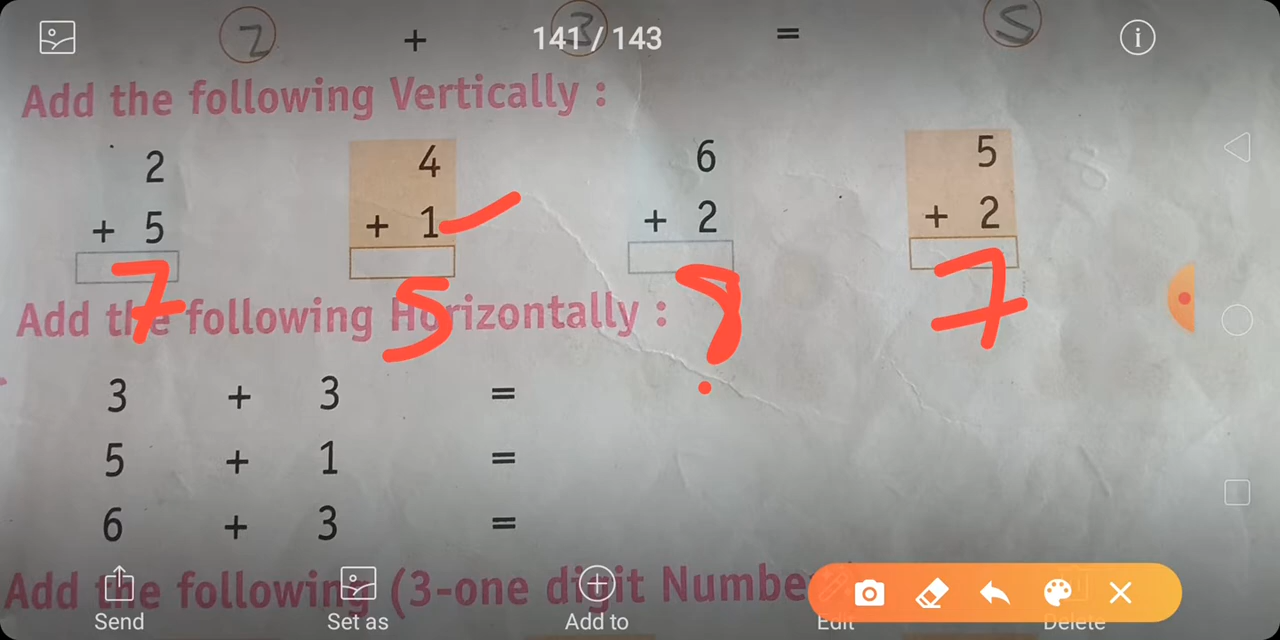 2 + 3 = 5
141 / 143
Add the following Vertically :
2 4 6 5
+ 5 + 1 + 2 + 2
7 5 7
Add the following Horizontally :
3 + 3 =
5 + 1 =
6 + 3 =
Add the following (3-one digit
Send Set as Add to Edit Delete